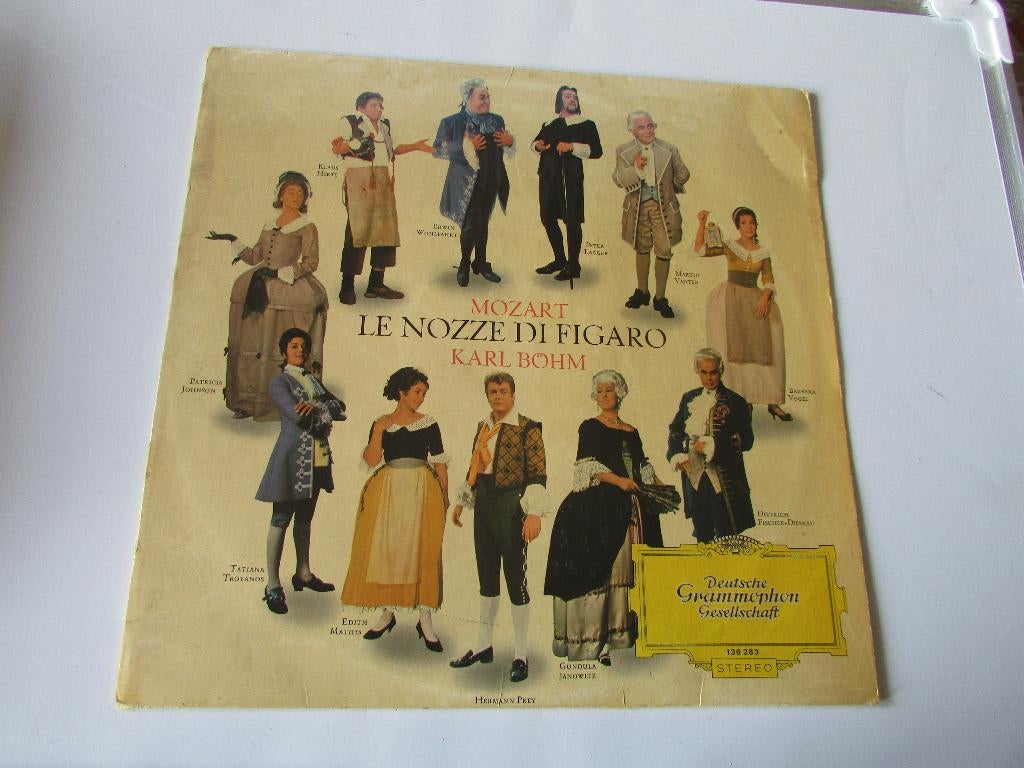 Klaus
Hirte
Erwin
Wohlfahrt
Peter
Lagger
Martin
Vantin
MOZART
LE NOZZE DI FIGARO
KARL BÖHM
Patricia
Johnson
Barbara
Vogel
Dietrich
Fischer-Dieskau
Tatiana
Troyanos
Edith
Mathis
Gundula
Janowitz
Hermann Prey
Deutsche
Grammophon
Gesellschaft
136 283
STEREO